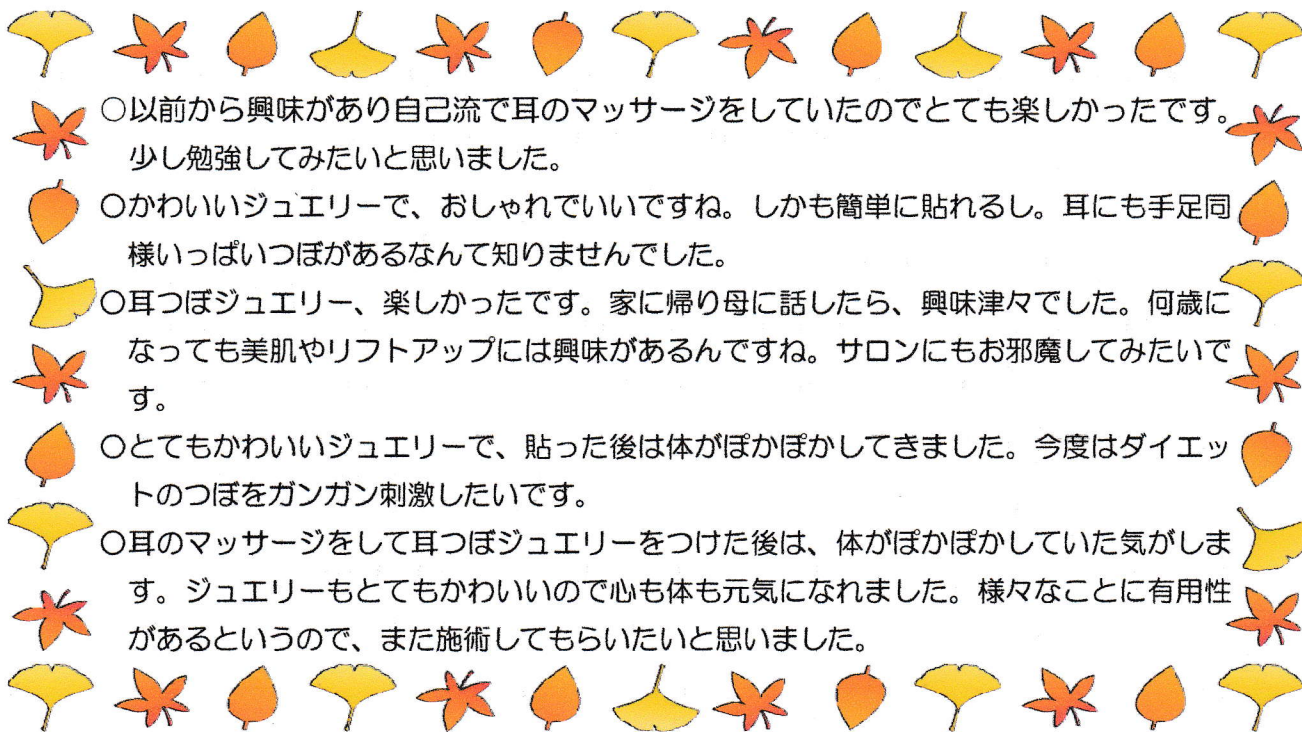 ○以前から興味があり自己流で耳のマッサージをしていたのでとても楽しかったです。
少し勉強してみたいと思いました。
○かわいいジュエリーで、おしゃれでいいですね。しかも簡単に貼れるし。耳にも手足同
様いっぱいつぼがあるなんて知りませんでした。
○耳つぼジュエリー、楽しかったです。家に帰り母に話したら、興味津々でした。何歳に
なっても美肌やリフトアップには興味があるんですね。サロンにもお邪魔してみたいで
す。
○とてもかわいいジュエリーで、貼った後は体がぽかぽかしてきました。今度はダイエッ
トのつぼをガンガン刺激したいです。
○耳のマッサージをして耳つぼジュエリーをつけた後は、体がぽかぽかしていた気がしま
す。ジュエリーもとてもかわいいので心も体も元気になれました。様々なことに有用性
があるというので、また施術してもらいたいと思いました。